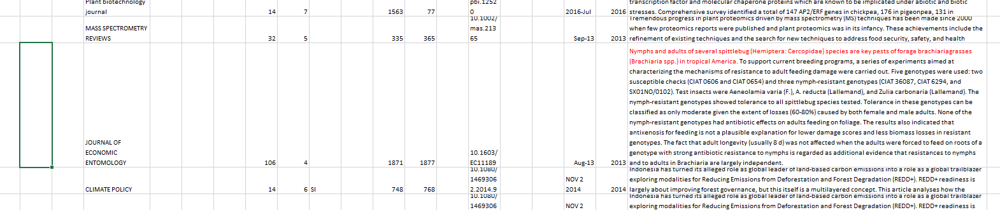 Plant biotechnology pbi.1252 transcription factor and molecular chaperone proteins which are known to be implicated under abiotic and biotic
journal 14 7 1563 77 0 2016-Jul 2016 stresses. Comprehensive survey identified a total of 147 AP2/ERF genes in chickpea, 176 in pigeonpea, 131 in
10.1002/ Tremendous progress in plant proteomics driven by mass spectrometry (MS) techniques has been made since 2000
MASS SPECTROMETRY mas.213 when few proteomics reports were published and plant proteomics was in its infancy. These achievements include the
REVIEWS 32 5 335 365 65 Sep-13 2013 refinement of existing techniques and the search for new techniques to address food security, safety, and health
Nymphs and adults of several spittlebug (Hemiptera: Cercopidae) species are key pests of forage brachiariagrasses
(Brachiaria spp.) in tropical America. To support current breeding programs, a series of experiments aimed at
characterizing the mechanisms of resistance to adult feeding damage were carried out. Five genotypes were used: two
susceptible checks (CIAT 0606 and CIAT 0654) and three nymph-resistant genotypes (CIAT 36087, CIAT 6294, and
SX01NO/0102). Test insects were Aeneolamia varia (F.), A. reducta (Lallemand), and Zulia carbonaria (Lallemand). The
nymph-resistant genotypes showed tolerance to all spittlebug species tested. Tolerance in these genotypes can be
classified as only moderate given the extent of losses (60-80%) caused by both female and male adults. None of the
nymph-resistant genotypes had antibiotic effects on adults feeding on foliage. The results also indicated that
antixenosis for feeding is not a plausible explanation for lower damage scores and less biomass losses in resistant
JOURNAL OF genotypes. The fact that adult longevity (usually 8 d) was not affected when the adults were forced to feed on roots of a
ECONOMIC 10.1603/ genotype with strong antibiotic resistance to nymphs is regarded as additional evidence that resistances to nymphs
ENTOMOLOGY 106 4 1871 1877 EC11189 Aug-13 2013 and to adults in Brachiaria are largely independent.
10.1080/ Indonesia has turned its alleged role as global leader of land-based carbon emissions into a role as a global trailblazer
1469306 NOV 2 exploring modalities for Reducing Emissions from Deforestation and Forest Degradation (REDD+). REDD+ readiness is
CLIMATE POLICY 14 6 SI 748 768 2.2014.9 2014 2014 largely about improving forest governance, but this itself is a multilayered concept. This article analyses how the
10.1080/ Indonesia has turned its alleged role as global leader of land-based carbon emissions into a role as a global trailblazer
1469306 NOV 2 exploring modalities for Reducing Emissions from Deforestation and Forest Degradation (REDD+). REDD+ readiness is